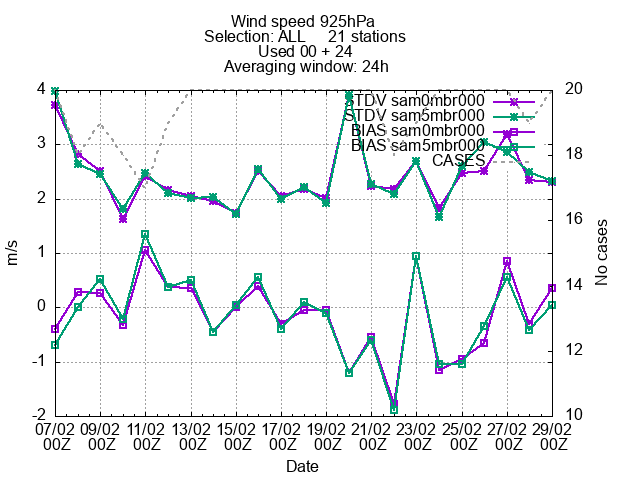 Wind speed 925hPa
Selection: ALL 21 stations
Used 00 + 24
Averaging window: 24h
STDV sam0mbr000
STDV sam5mbr000
BIAS sam0mbr000
BIAS sam5mbr000
CASES
4
3
2
1
0
-1
-2
m/s
20
18
16
14
12
10
No cases
07/02 09/02 11/02 13/02 15/02 17/02 19/02 21/02 23/02 25/02 27/02 29/02
00Z 00Z 00Z 00Z 00Z 00Z 00Z 00Z 00Z 00Z 00Z 00Z
Date